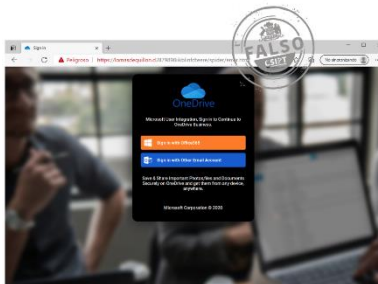 Sign in
FALSO
CSIRT
Peligroso
OneDrive
Microsoft User Integration, Sign in to Continue to
OneDrive Business.
Sign in with Office365
Sign in with Other Email Account
Save & Share Important Photos, files and Documents
Securely on OneDrive and get them from any device,
anywhere.
Microsoft Corporation © 2020